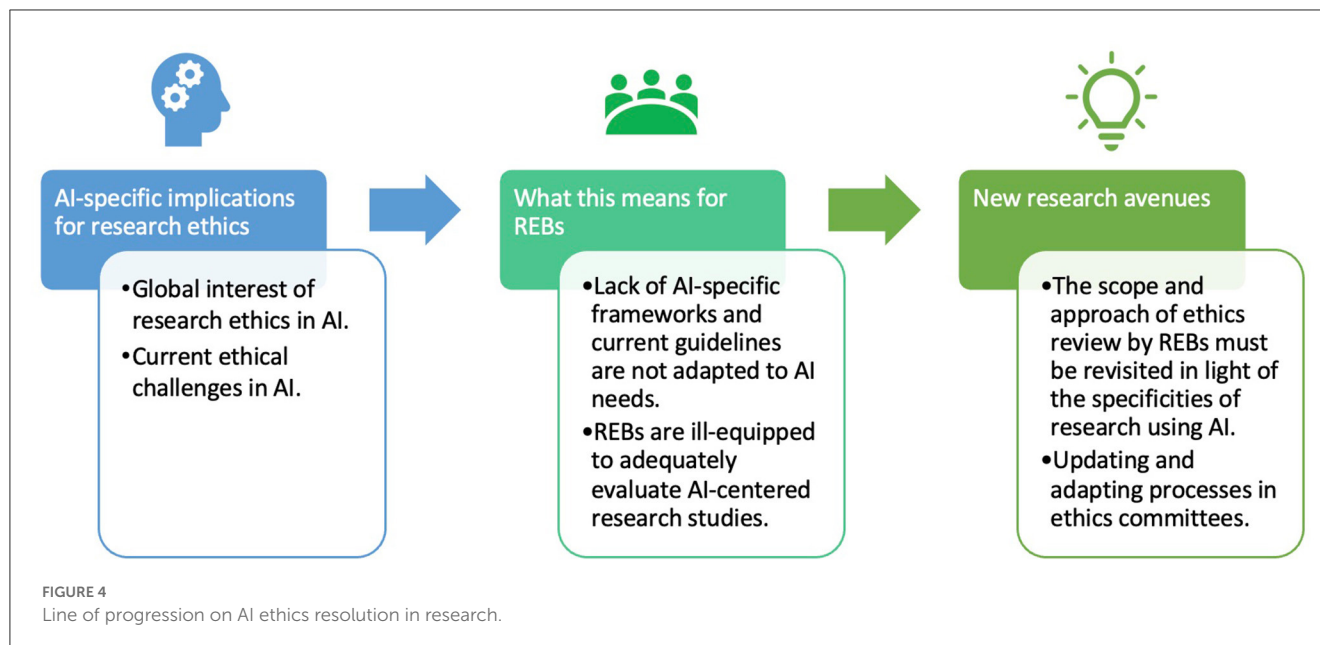 AI-specific implications
for research ethics
•Global interest of
research ethics in AI.
•Current ethical
challenges in AI.
What this means for
REBs
•Lack of AI-specific
frameworks and
current guidelines
are not adapted to AI
needs.
•REBs are ill-equipped
to adequately
evaluate AI-centered
research studies.
New research avenues
•The scope and
approach of ethics
review by REBs must
be revisited in light of
the specificities of
research using AI.
•Updating and
adapting processes in
ethics committees.
FIGURE 4
Line of progression on AI ethics resolution in research.